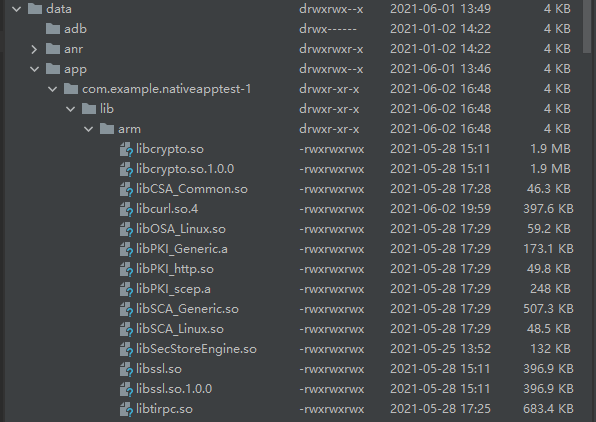 data drwxrwx--x 2021-06-01 13:49 4 KB
adb drwx------ 2021-01-02 14:22 4 KB
anr drwxrwxr-x 2021-01-02 14:22 4 KB
app drwxrwx--x 2021-06-01 13:46 4 KB
com.example.nativeapptest-1 drwxr-xr-x 2021-06-02 16:48 4 KB
lib drwxr-xr-x 2021-06-02 16:48 4 KB
arm drwxr-xr-x 2021-06-02 16:48 4 KB
libcrypto.so -rwxrwxrwx 2021-05-28 15:11 1.9 MB
libcrypto.so.1.0.0 -rwxrwxrwx 2021-05-28 15:11 1.9 MB
libCSA_Common.so -rwxrwxrwx 2021-05-28 17:28 46.3 KB
libcurl.so.4 -rwxrwxrwx 2021-06-02 19:59 397.6 KB
libOSA_Linux.so -rwxrwxrwx 2021-05-28 17:29 59.2 KB
libPKI_Generic.a -rwxrwxrwx 2021-05-28 17:29 173.1 KB
libPKI_http.so -rwxrwxrwx 2021-05-28 17:29 49.8 KB
libPKI_scep.a -rwxrwxrwx 2021-05-28 17:29 248 KB
libSCA_Generic.so -rwxrwxrwx 2021-05-28 17:29 507.3 KB
libSCA_Linux.so -rwxrwxrwx 2021-05-28 17:29 48.5 KB
libSecStoreEngine.so -rwxrwxrwx 2021-05-25 13:52 132 KB
libssl.so -rwxrwxrwx 2021-05-28 15:11 396.9 KB
libssl.so.1.0.0 -rwxrwxrwx 2021-05-28 15:11 396.9 KB
libtirpc.so -rwxrwxrwx 2021-05-28 17:25 683.4 KB